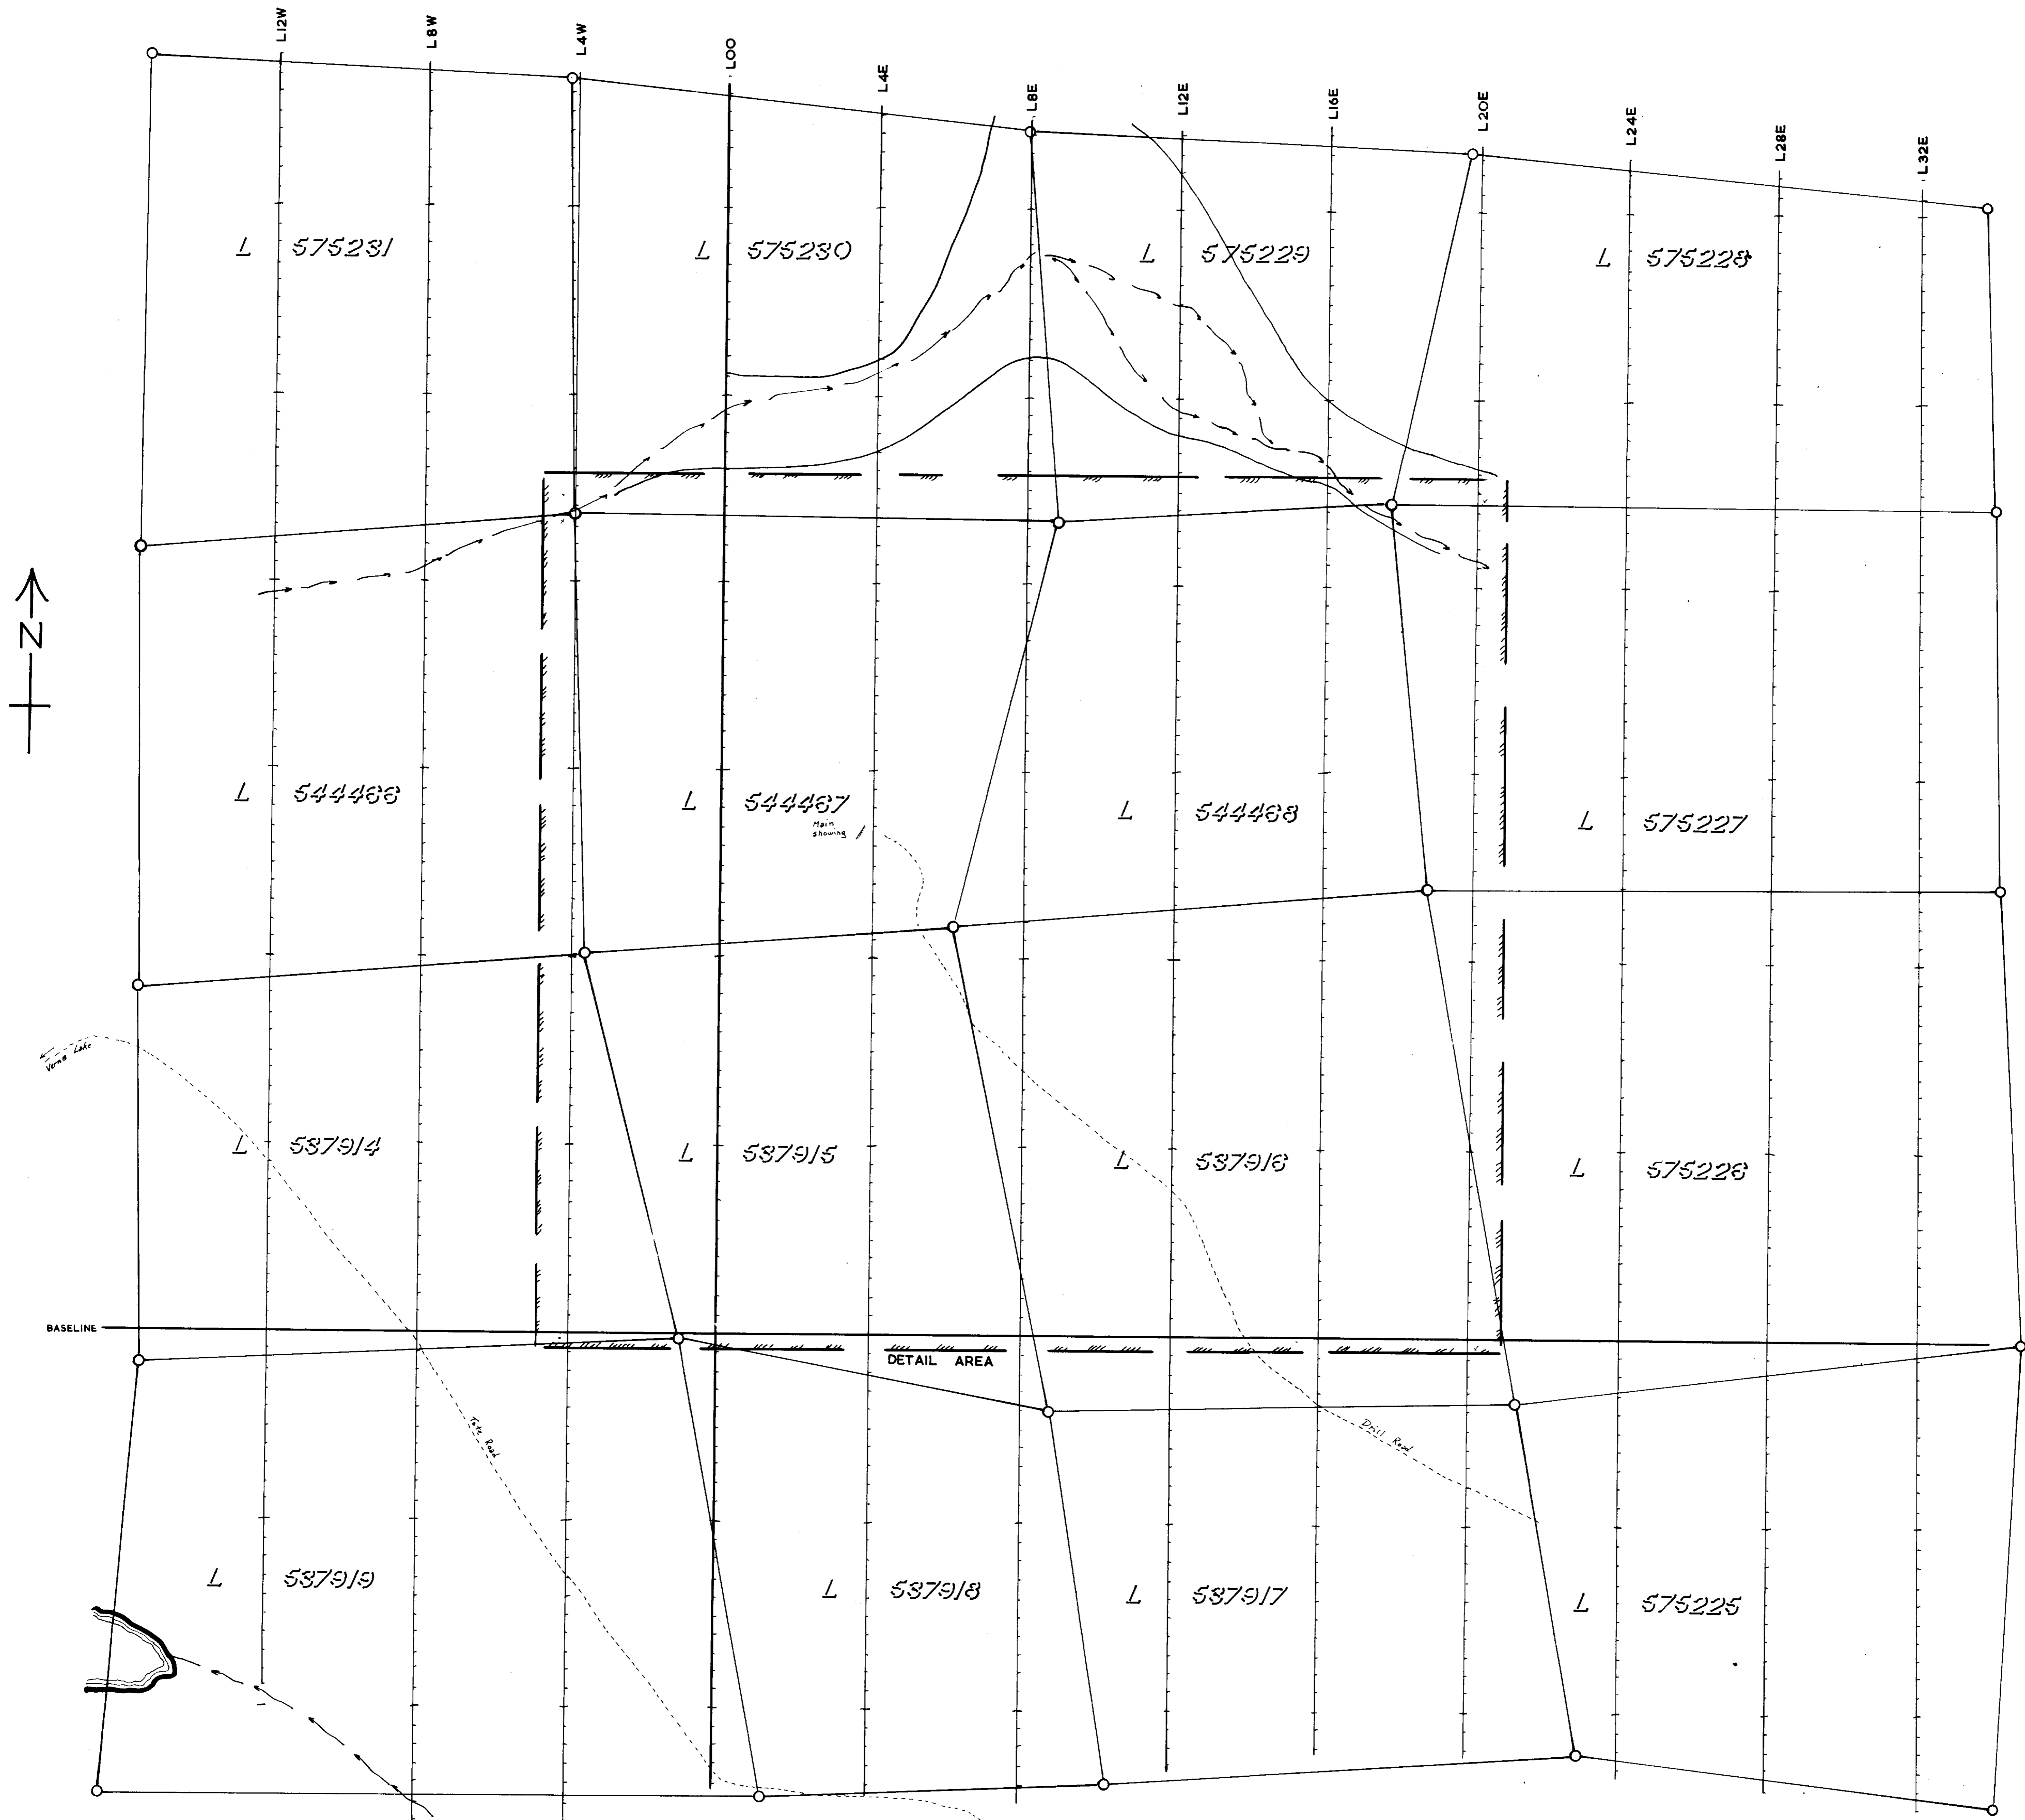 L12W
L8W
L4W
L00
L4E
L8E
L12E
L16E
L20E
L24E
L28E
L32E
L 575231
L 575230
L 575229
L 575228
N
L 544466
L 544467
L 544468
L 575227
Main
showing
Verna Lake
L 537914
L 537915
L 537916
L 575226
BASELINE
DETAIL AREA
Tate Road
Drill Road
L 537919
L 537918
L 537917
L 575225